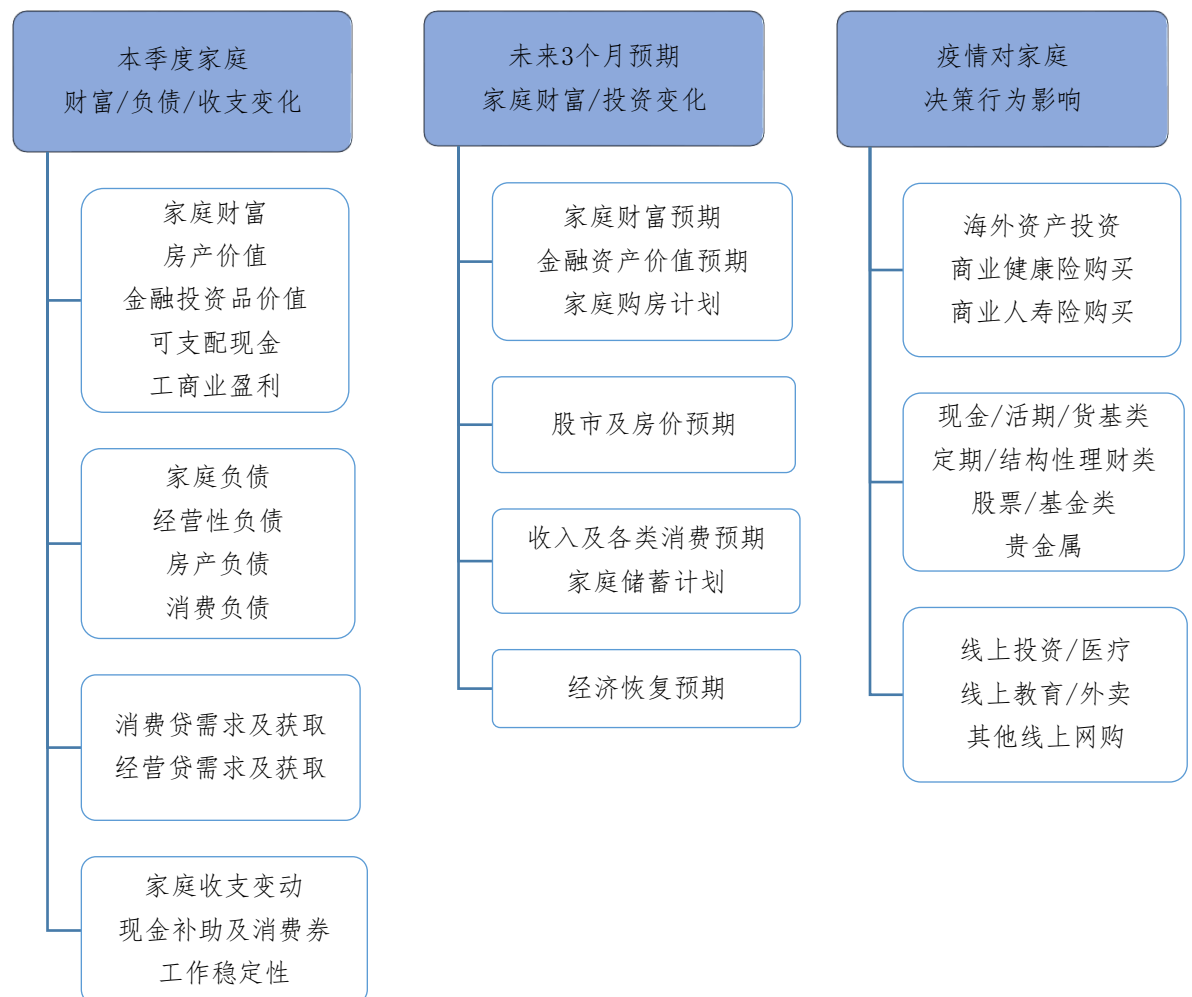 本季度家庭
财富/负债/收支变化
家庭财富
房产价值
金融投资品价值
可支配现金
工商业盈利
家庭负债
经营性负债
房产负债
消费负债
消费贷需求及获取
经营贷需求及获取
家庭收支变动
现金补助及消费券
工作稳定性
未来3个月预期
家庭财富/投资变化
家庭财富预期
金融资产价值预期
家庭购房计划
股市及房价预期
收入及各类消费预期
家庭储蓄计划
经济恢复预期
疫情对家庭
决策行为影响
海外资产投资
商业健康险购买
商业人寿险购买
现金/活期/货基类
定期/结构性理财类
股票/基金类
贵金属
线上投资/医疗
线上教育/外卖
其他线上网购